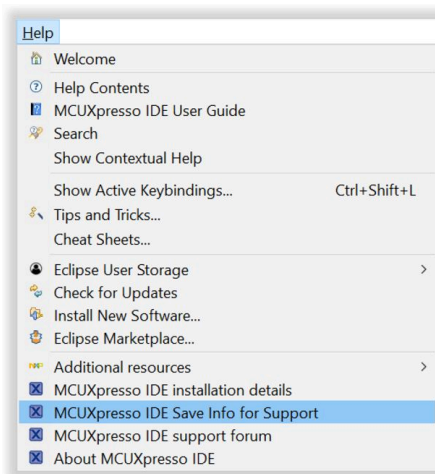 Help
Welcome
Help Contents
MCUXpresso IDE User Guide
Search
Show Contextual Help
Show Active Keybindings... Ctrl+Shift+L
Tips and Tricks...
Cheat Sheets...
Eclipse User Storage >
Check for Updates
Install New Software...
Eclipse Marketplace...
Additional resources >
MCUXpresso IDE installation details
MCUXpresso IDE Save Info for Support
MCUXpresso IDE support forum
About MCUXpresso IDE